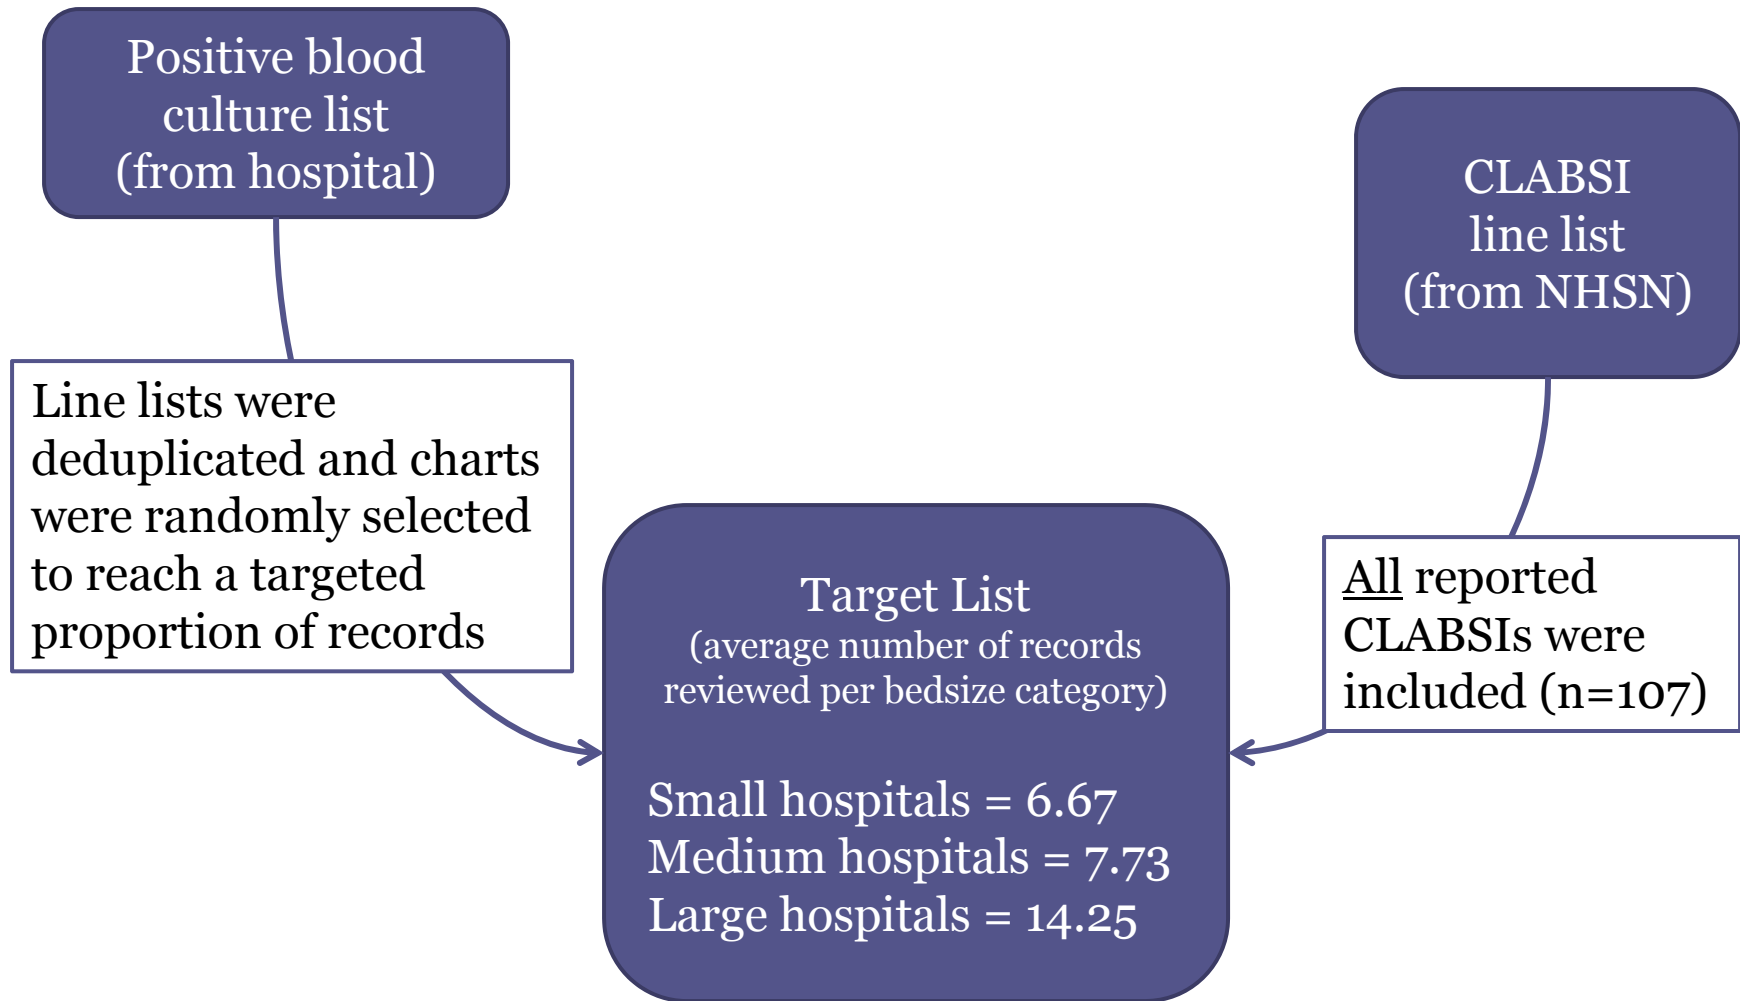 Positive blood
culture list
(from hospital)
CLABSI
line list
(from NHSN)
Line lists were
deduplicated and charts
were randomly selected
to reach a targeted
proportion of records
All reported
CLABSIs were
included (n=107)
Target List
(average number of records
reviewed per bedsize category)
Small hospitals = 6.67
Medium hospitals = 7.73
Large hospitals = 14.25